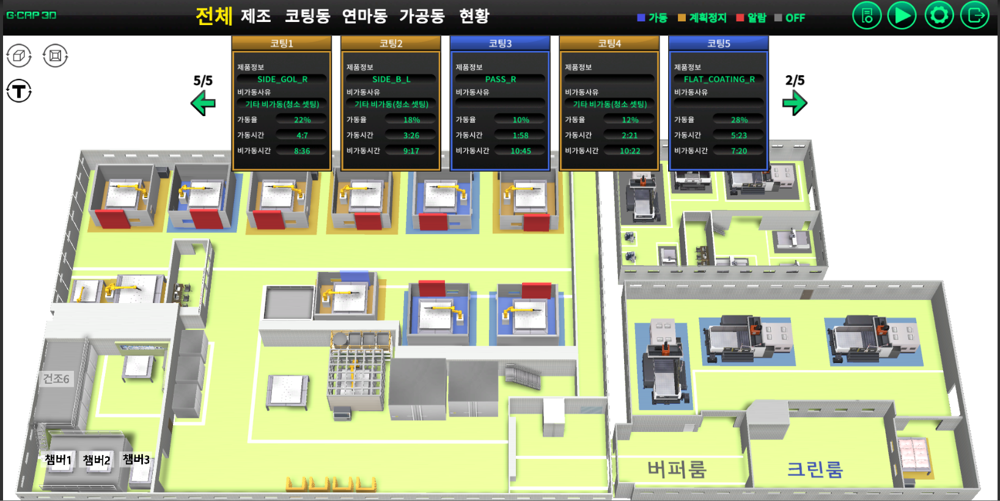 G-CAP 3D
전체 제조 코팅동 연마동 가공동 현황
가동 계획정지 알람 OFF
5/5
코팅1
제품정보
SIDE_GOL_R
비가동사유
기타 비가동(청소 셋팅)
가동율 22%
가동시간 4:7
비가동시간 8:36
코팅2
제품정보
SIDE_B_L
비가동사유
기타 비가동(청소 셋팅)
가동율 18%
가동시간 3:26
비가동시간 9:17
코팅3
제품정보
PASS_R
비가동사유
가동율 10%
가동시간 1:58
비가동시간 10:45
코팅4
제품정보
비가동사유
기타 비가동(청소 셋팅)
가동율 12%
가동시간 2:21
비가동시간 10:22
코팅5
제품정보
FLAT_COATING_R
비가동사유
가동율 28%
가동시간 5:23
비가동시간 7:20
2/5
T
건조6
챔버1 챔버2 챔버3
버퍼룸
크린룸